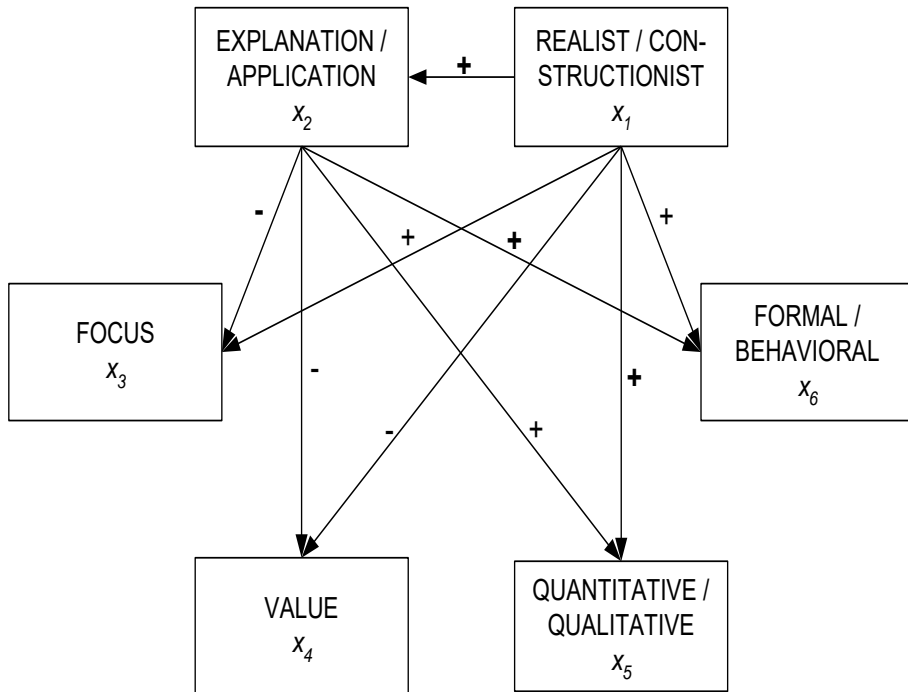 EXPLANATION /
APPLICATION
x2
REALIST / CON-
STRUCTIONIST
x1
+
-
+
+
+
FOCUS
x3
FORMAL /
BEHAVIORAL
x6
-
-
+
+
VALUE
x4
QUANTITATIVE /
QUALITATIVE
x5